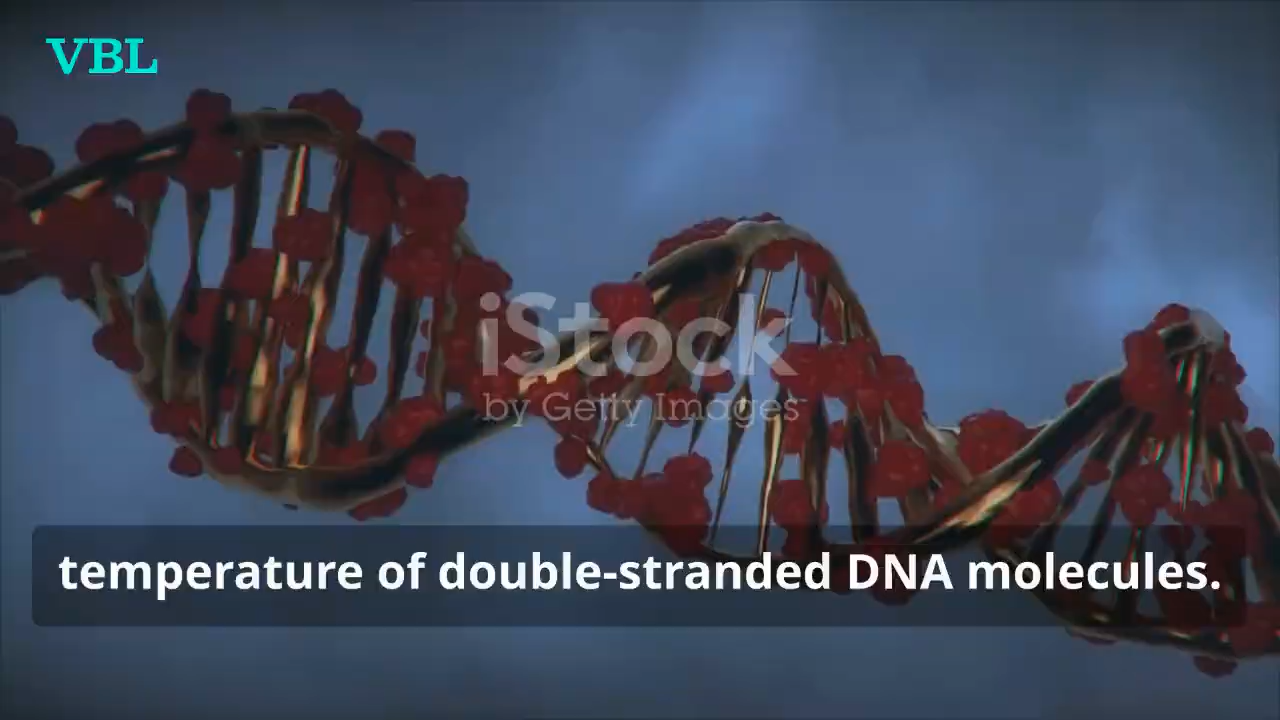 VBL
iStock
by Getty Images
temperature of double-stranded DNA molecules.